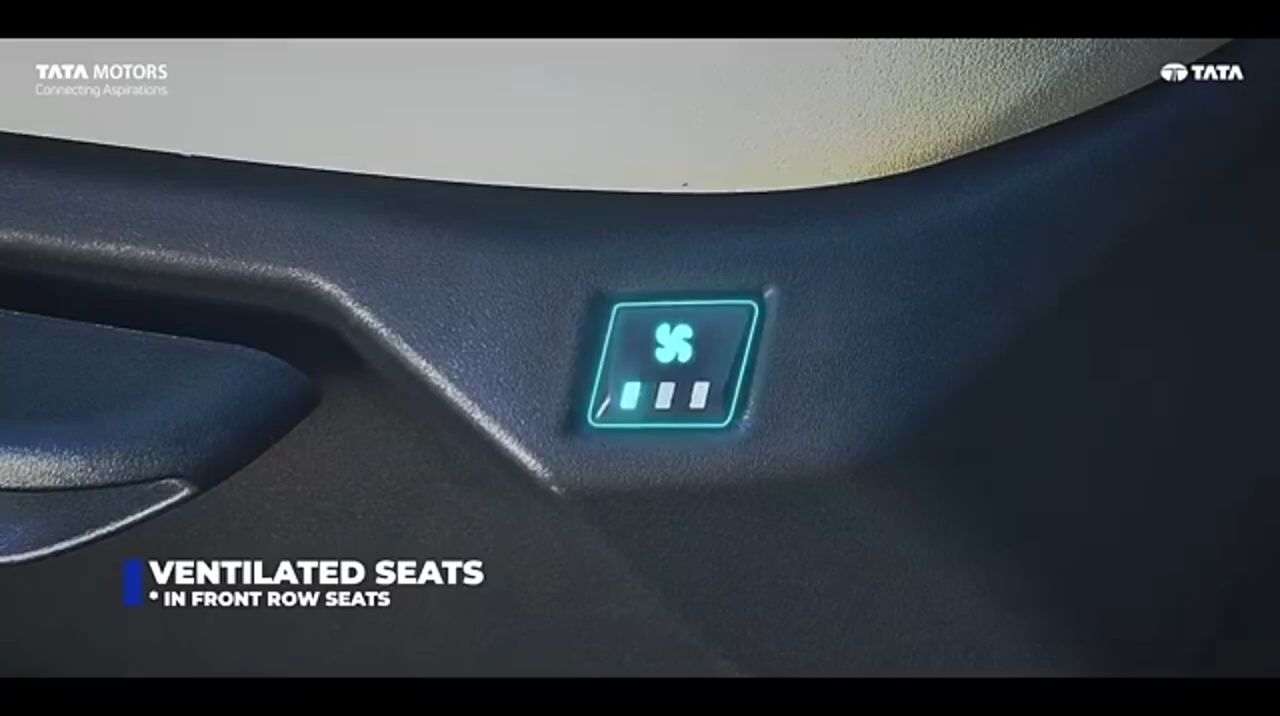 TATA MOTORS
Connecting Aspirations
TATA
VENTILATED SEATS
* IN FRONT ROW SEATS